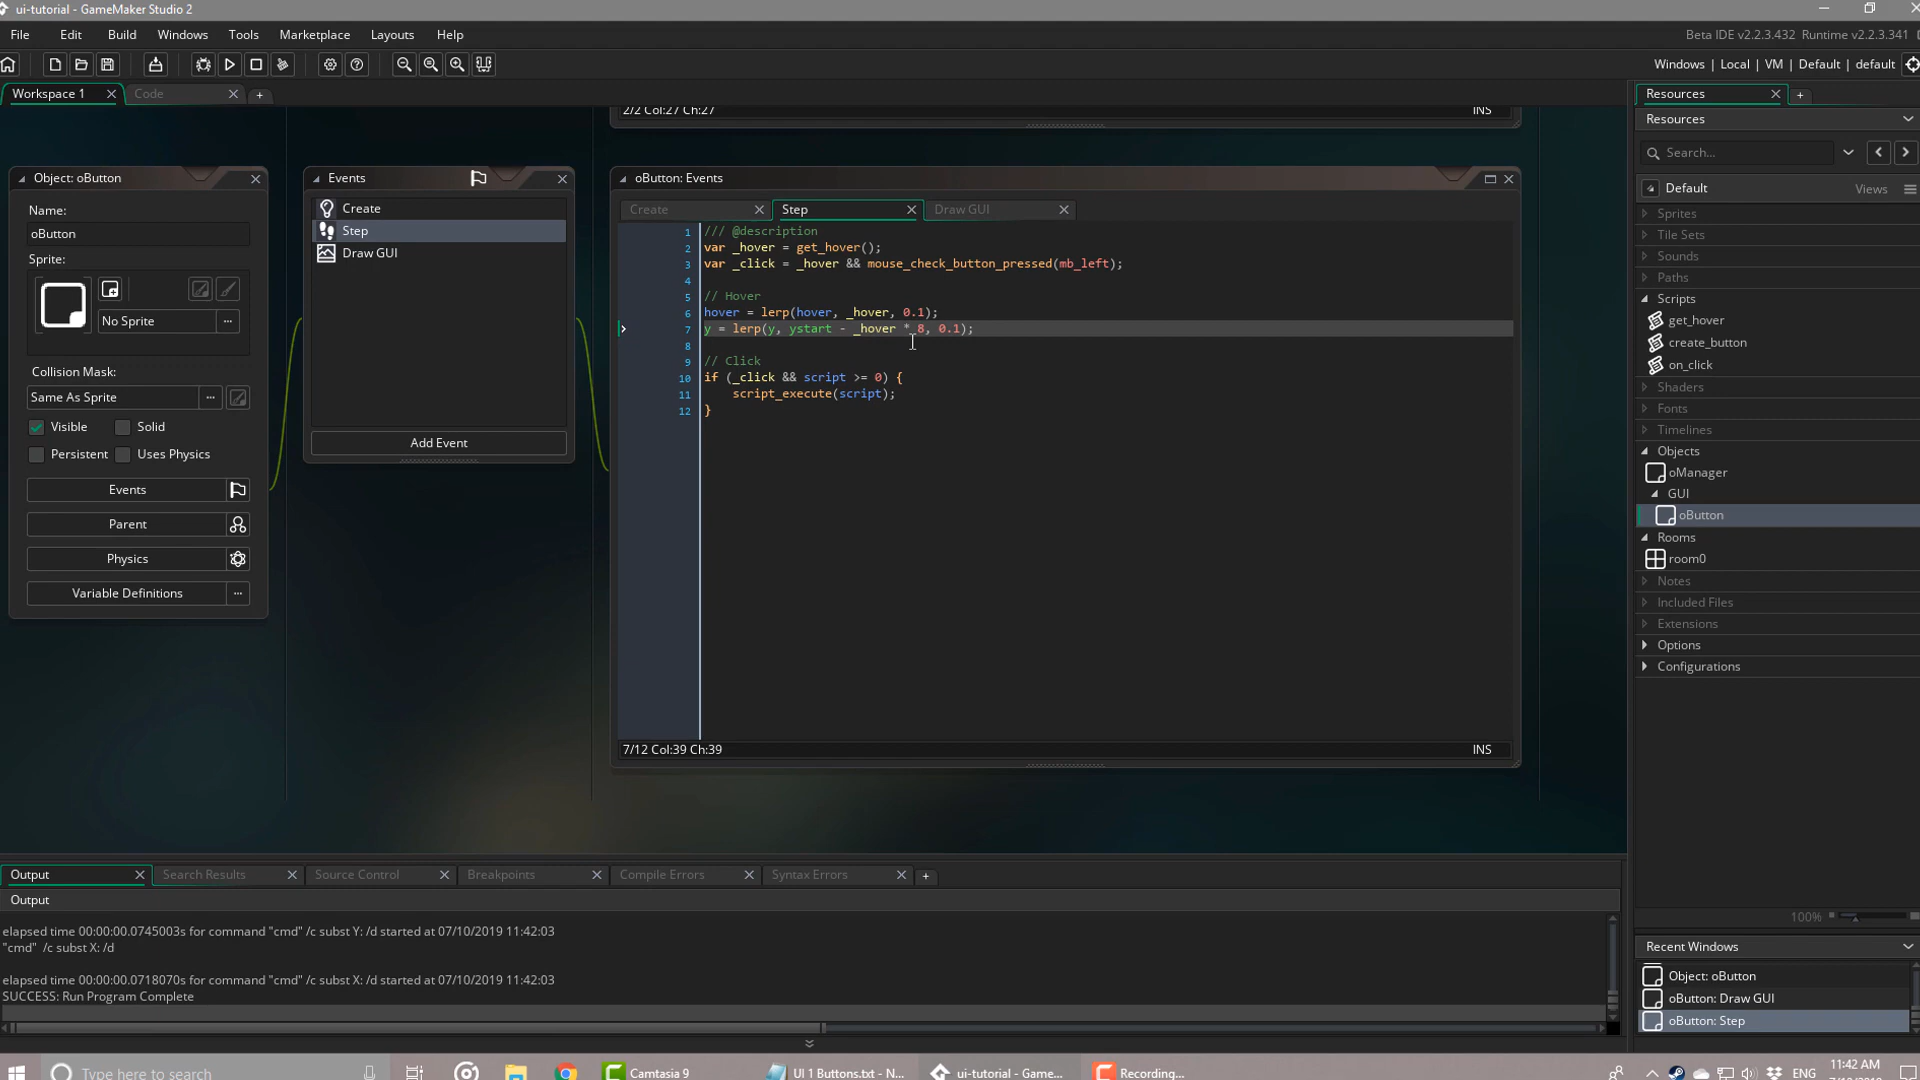 ui-tutorial - GameMaker Studio 2
File Edit Build Windows Tools Marketplace Layouts Help
Beta IDE v2.2.3.432 Runtime v2.2.3.341
Windows | Local | VM | Default | default
Workspace 1
Code
Resources
2/2 Col:27 Ch:27
INS
Resources
Search...
Default
Views
Object: oButton
Name:
oButton
Sprite:
No Sprite
Collision Mask:
Same As Sprite
Visible
Solid
Persistent
Uses Physics
Events
Parent
Physics
Variable Definitions
Events
Create
Step
Draw GUI
Add Event
oButton: Events
Create
Step
Draw GUI
1 /// @description
2 var _hover = get_hover();
3 var _click = _hover && mouse_check_button_pressed(mb_left);
4
5 // Hover
6 hover = lerp(hover, _hover, 0.1);
7 y = lerp(y, ystart - _hover * 8, 0.1);
8
9 // Click
10 if (_click && script >= 0) {
11 script_execute(script);
12 }
7/12 Col:39 Ch:39
INS
Sprites
Tile Sets
Sounds
Paths
Scripts
get_hover
create_button
on_click
Shaders
Fonts
Timelines
Objects
oManager
GUI
oButton
Rooms
room0
Notes
Included Files
Extensions
Options
Configurations
100%
Recent Windows
Object: oButton
oButton: Draw GUI
oButton: Step
Output
Search Results
Source Control
Breakpoints
Compile Errors
Syntax Errors
Output
elapsed time 00:00:00.0745003s for command "cmd" /c subst Y: /d started at 07/10/2019 11:42:03
"cmd" /c subst X: /d
elapsed time 00:00:00.0718070s for command "cmd" /c subst X: /d started at 07/10/2019 11:42:03
SUCCESS: Run Program Complete
Type here to search
Camtasia 9
UI 1 Buttons.txt - N...
ui-tutorial - Game...
Recording...
ENG
11:42 AM